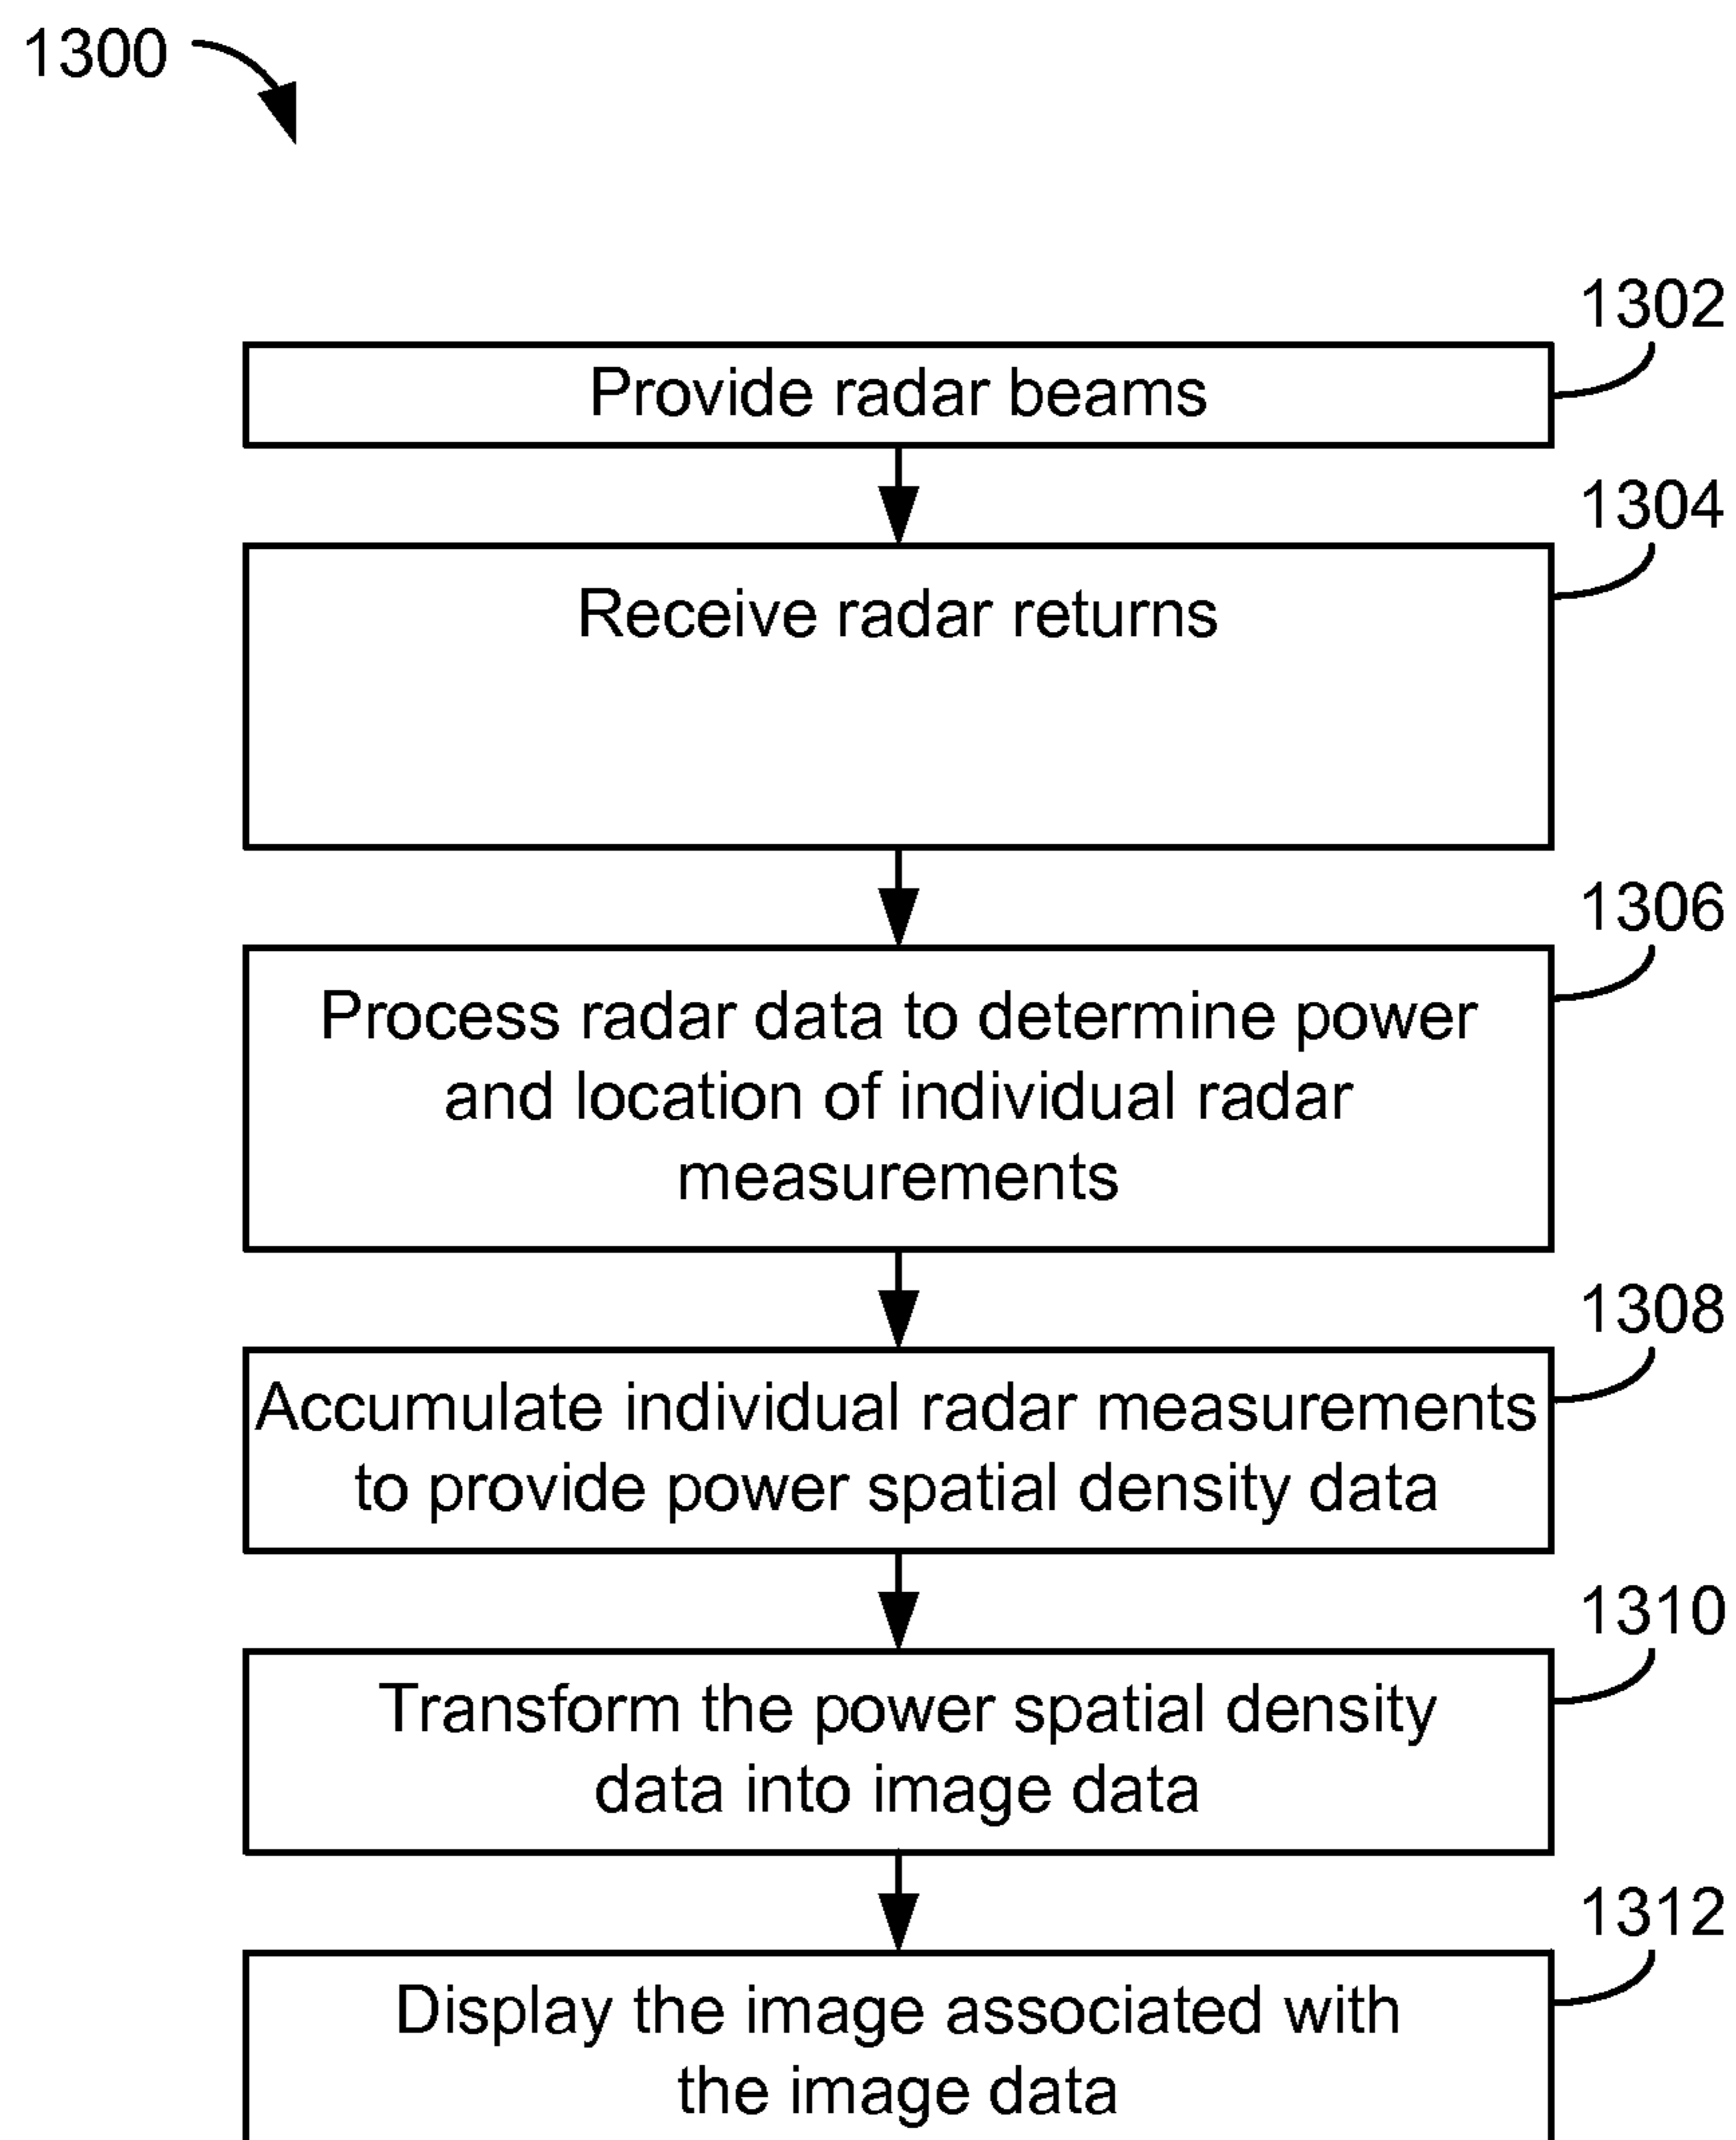 1300
1302
Provide radar beams
1304
Receive radar returns
1306
Process radar data to determine power
and location of individual radar
measurements
1308
Accumulate individual radar measurements
to provide power spatial density data
1310
Transform the power spatial density
data into image data
1312
Display the image associated with
the image data